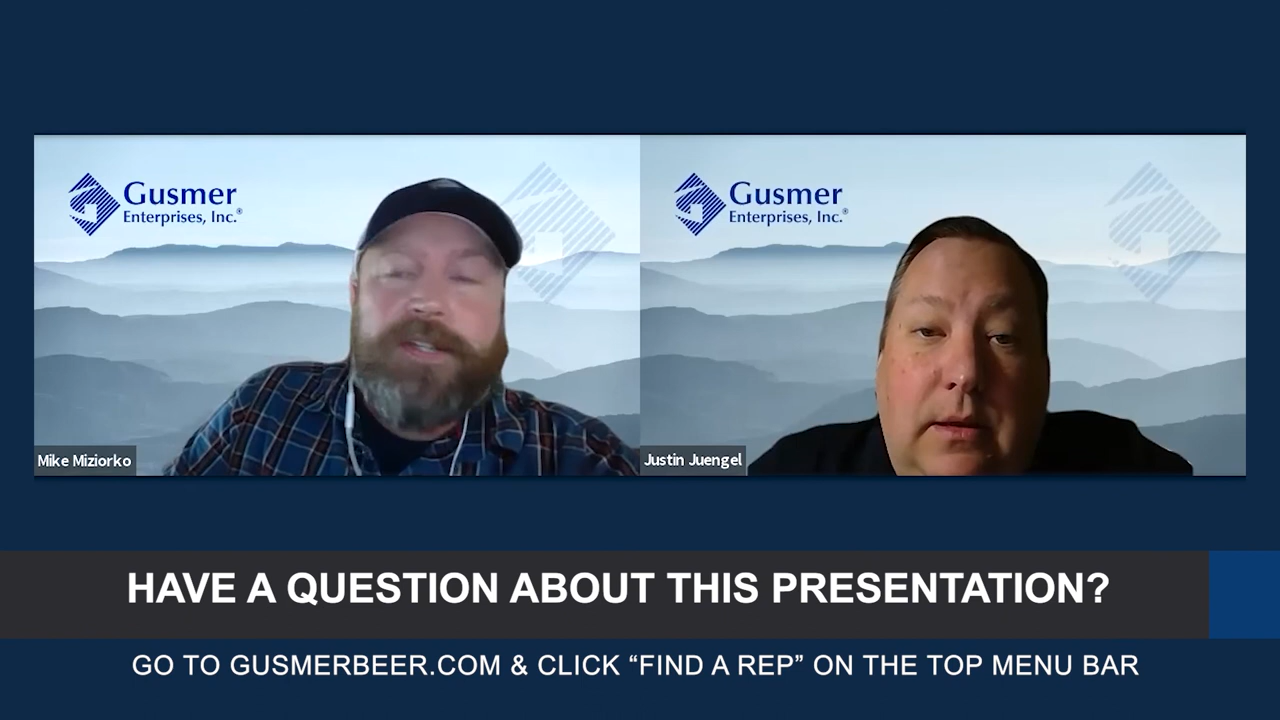 Gusmer
Enterprises, Inc.®
Gusmer
Enterprises, Inc.®
Mike Miziorko
Justin Juengel
HAVE A QUESTION ABOUT THIS PRESENTATION?
GO TO GUSMERBEER.COM & CLICK “FIND A REP” ON THE TOP MENU BAR